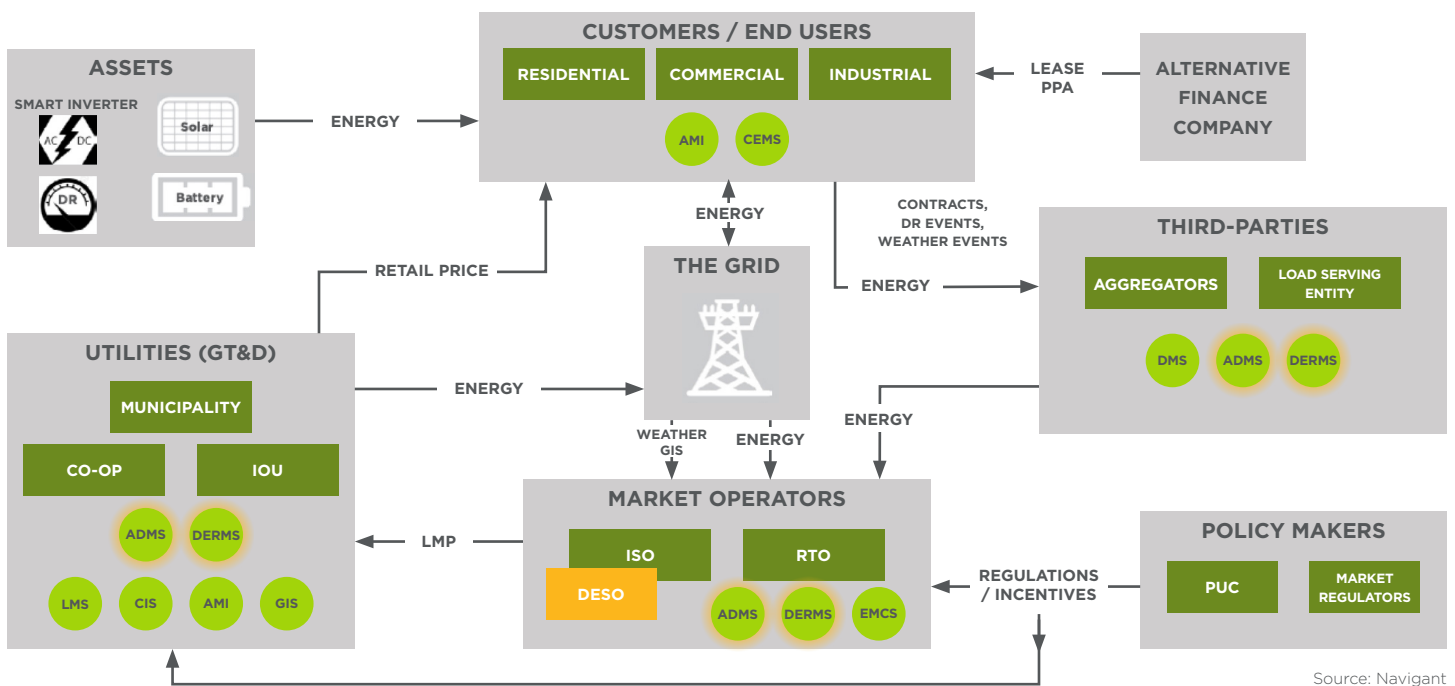 CUSTOMERS / END USERS
RESIDENTIAL
COMMERCIAL
INDUSTRIAL
AMI
CEMS
ASSETS
SMART INVERTER
AC
DC
Solar
DR
Battery
ENERGY
LEASE
PPA
ALTERNATIVE
FINANCE
COMPANY
ENERGY
CONTRACTS,
DR EVENTS,
WEATHER EVENTS
ENERGY
THIRD-PARTIES
AGGREGATORS
LOAD SERVING
ENTITY
DMS
ADMS
DERMS
RETAIL PRICE
THE GRID
UTILITIES (GT&D)
MUNICIPALITY
CO-OP
IOU
ADMS
DERMS
LMS
CIS
AMI
GIS
ENERGY
WEATHER
GIS
ENERGY
ENERGY
MARKET OPERATORS
ISO
DESO
RTO
ADMS
DERMS
EMCS
LMP
REGULATIONS
/ INCENTIVES
POLICY MAKERS
PUC
MARKET
REGULATORS
Source: Navigant